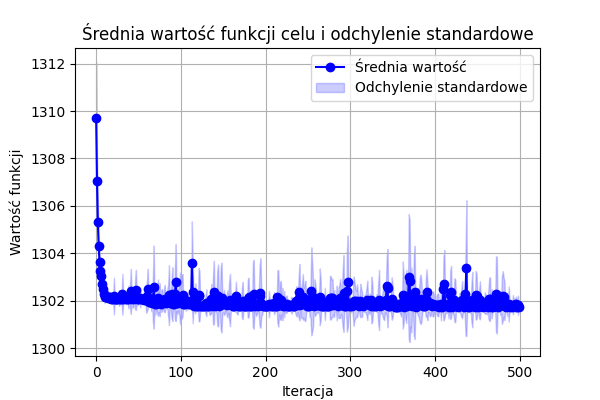 Średnia wartość funkcji celu i odchylenie standardowe
Średnia wartość
Odchylenie standardowe
Wartość funkcji
1312
1310
1308
1306
1304
1302
1300
0 100 200 300 400 500
Iteracja